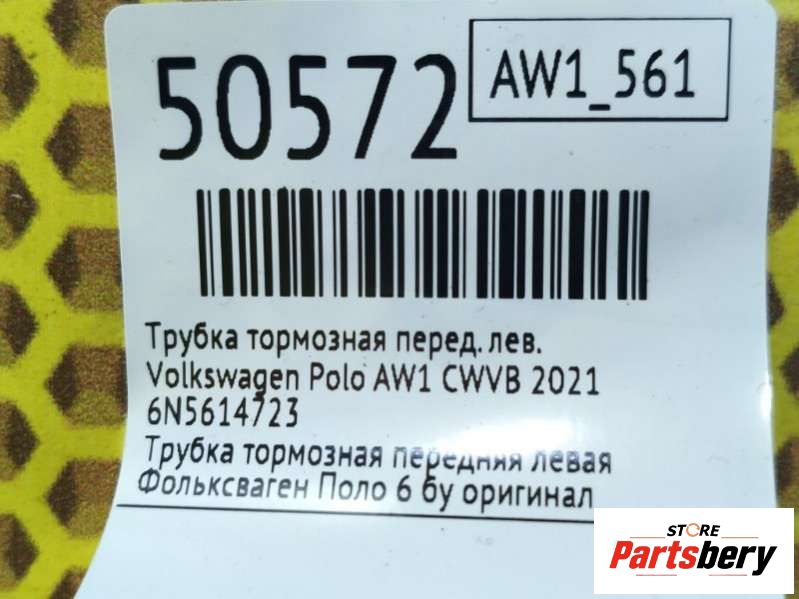 50572
AW1_561
Трубка тормозная перед. лев.
Volkswagen Polo AW1 CWVB 2021
6N5614723
Трубка тормозная передняя левая
Фольксваген Поло 6 бу оригинал
STORE
Partsbery